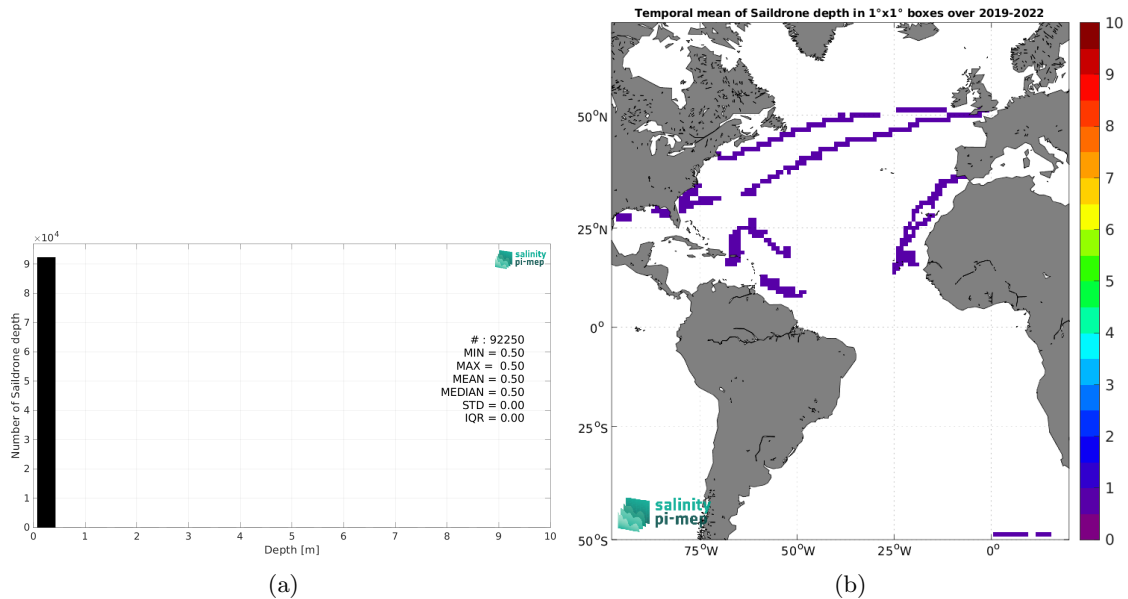 ×10⁴
9
8
7
6
5
4
3
2
1
0
Number of Saildrone depth
salinity
pi-mep
# : 92250
MIN = 0.50
MAX = 0.50
MEAN = 0.50
MEDIAN = 0.50
STD = 0.00
IQR = 0.00
0 1 2 3 4 5 6 7 8 9 10
Depth [m]
(a)
Temporal mean of Saildrone depth in 1°x1° boxes over 2019-2022
50°N
25°N
0°
25°S
50°S
75°W 50°W 25°W 0°
salinity
pi-mep
10
9
8
7
6
5
4
3
2
1
0
(b)